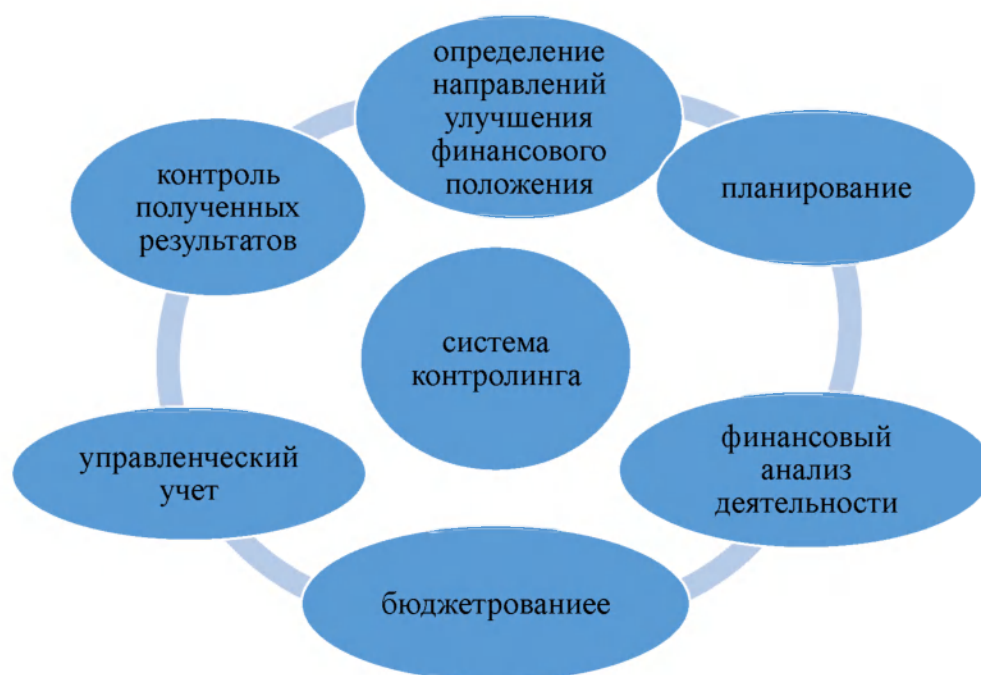 определение
направлений
улучшения
финансового
положения
планирование
финансовый
анализ
деятельности
бюджетрованиее
управленческий
учет
контроль
полученных
результатов
система
контролинга